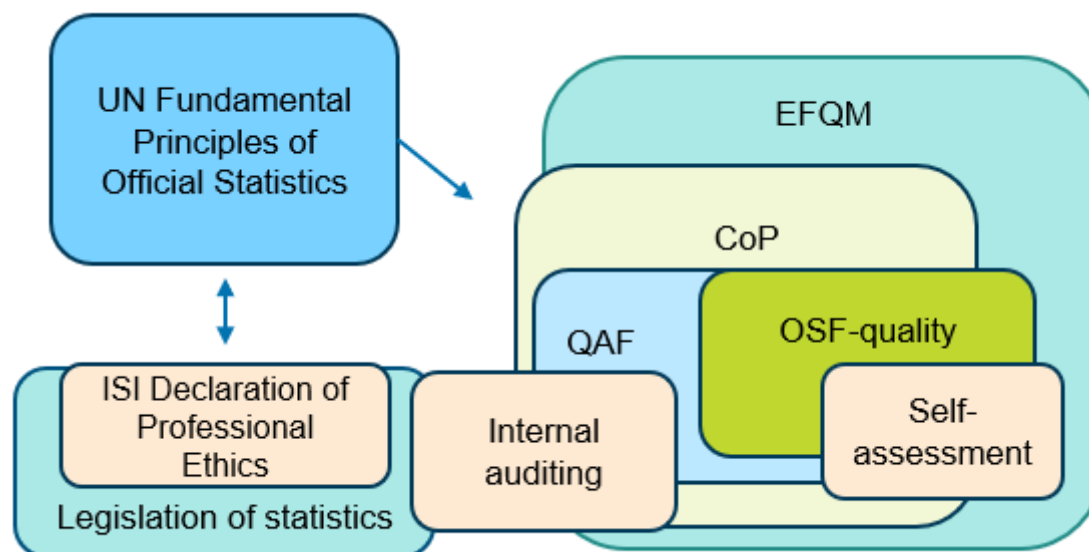 UN Fundamental
Principles of
Official Statistics
EFQM
CoP
QAF
OSF-quality
ISI Declaration of
Professional
Ethics
Legislation of statistics
Internal
auditing
Self-
assessment